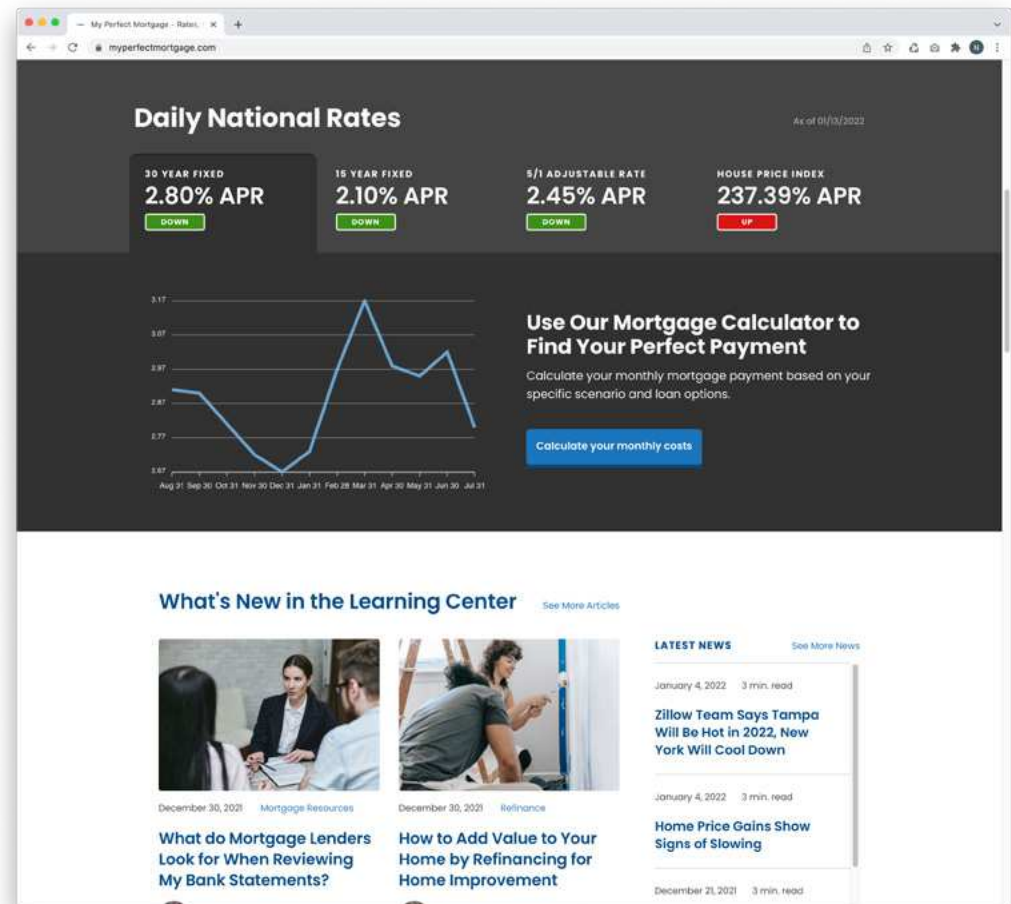 My Perfect Mortgage - Rates,
myperfectmortgage.com
N
Daily National Rates
As of 01/13/2022
30 YEAR FIXED
2.80% APR
DOWN
15 YEAR FIXED
2.10% APR
DOWN
5/1 ADJUSTABLE RATE
2.45% APR
DOWN
HOUSE PRICE INDEX
237.39% APR
UP
3.17
3.07
2.97
2.87
2.77
2.67
Aug 31 Sep 30 Oct 31 Nov 30 Dec 31 Jan 31 Feb 28 Mar 31 Apr 30 May 31 Jun 30 Jul 31
Use Our Mortgage Calculator to
Find Your Perfect Payment
Calculate your monthly mortgage payment based on your
specific scenario and loan options.
Calculate your monthly costs
What's New in the Learning Center
See More Articles
December 30, 2021 Mortgage Resources
What do Mortgage Lenders
Look for When Reviewing
My Bank Statements?
December 30, 2021 Refinance
How to Add Value to Your
Home by Refinancing for
Home Improvement
LATEST NEWS
See More News
January 4, 2022 3 min. read
Zillow Team Says Tampa
Will Be Hot in 2022, New
York Will Cool Down
January 4, 2022 3 min. read
Home Price Gains Show
Signs of Slowing
December 21, 2021 3 min. read